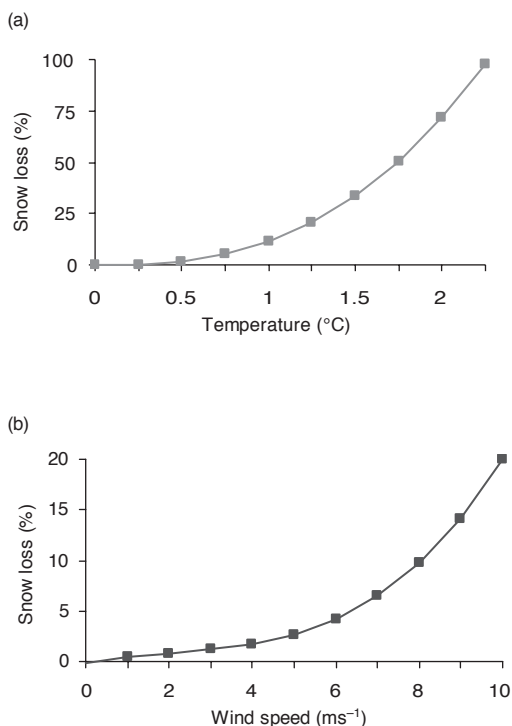 (a)
100
75
50
25
0
Snow loss (%)
0 0.5 1 1.5 2
Temperature (°C)
(b)
20
15
10
5
0
Snow loss (%)
0 2 4 6 8 10
Wind speed (ms⁻¹)